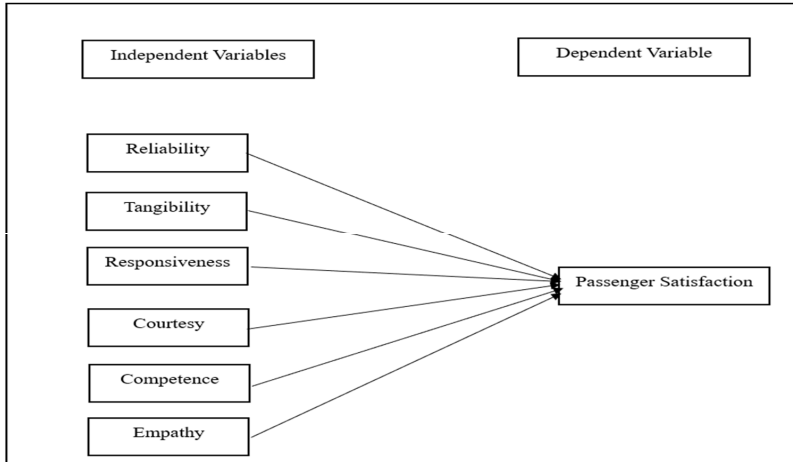 Independent Variables
Dependent Variable
Reliability
Tangibility
Responsiveness
Passenger Satisfaction
Courtesy
Competence
Empathy